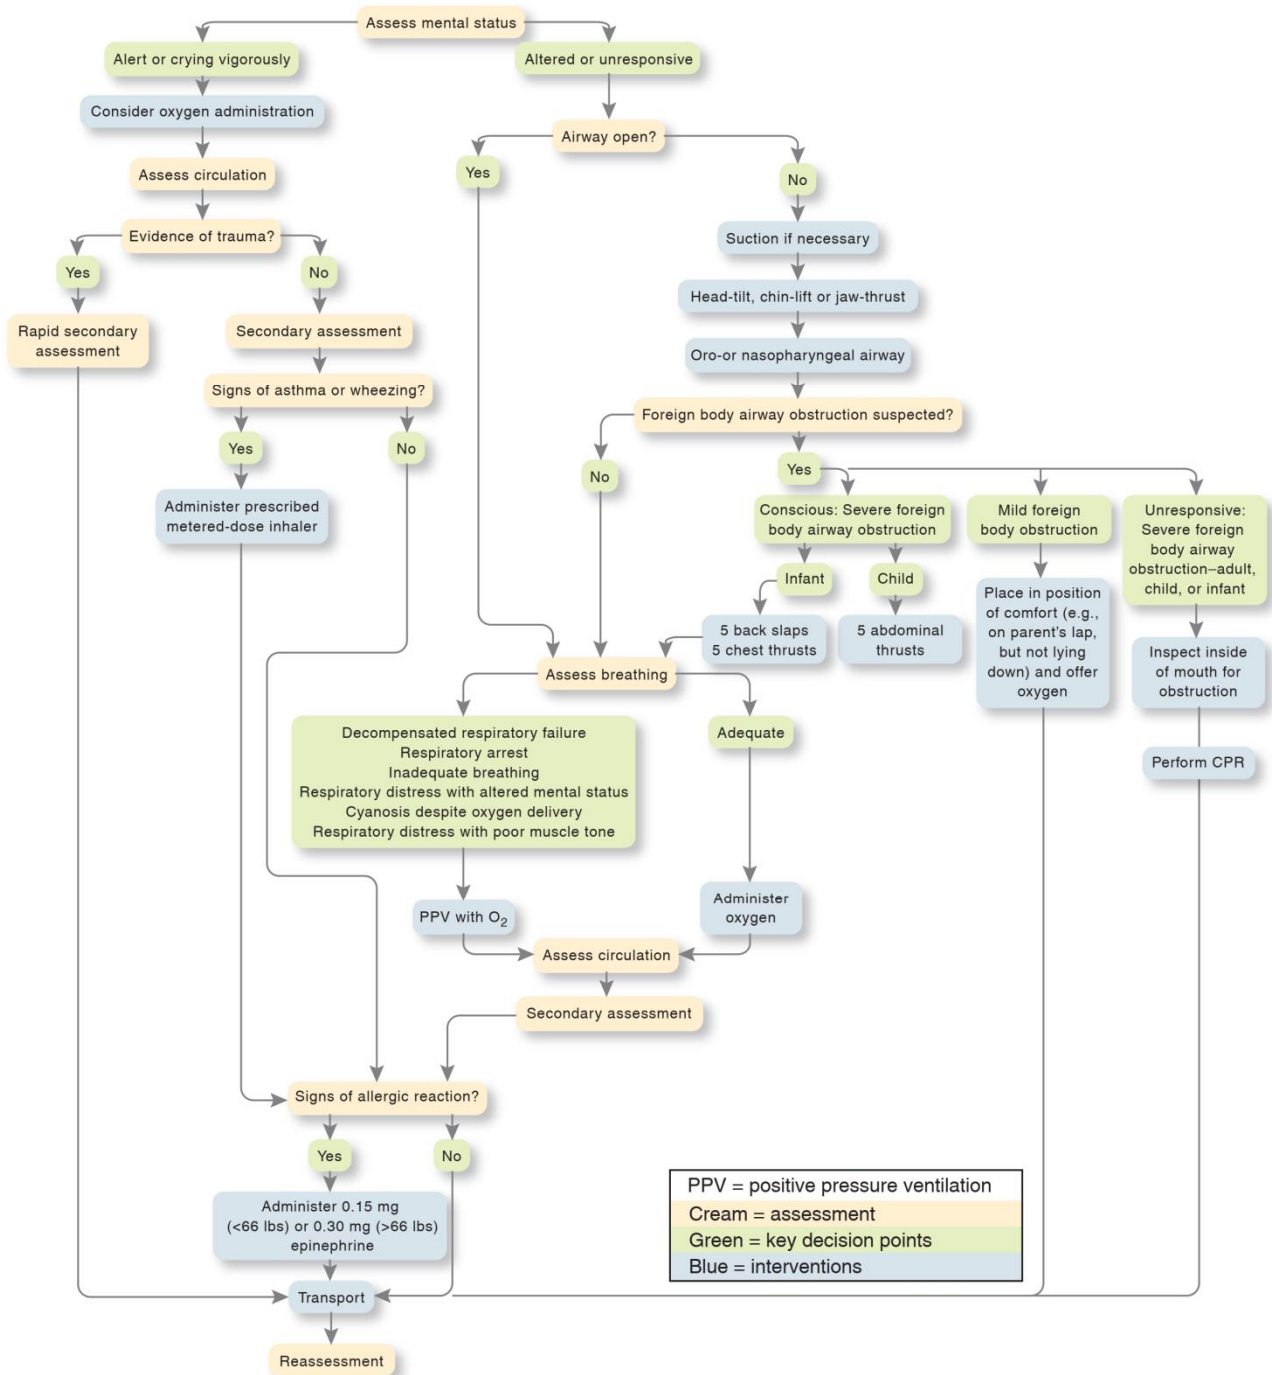 Assess mental status
Alert or crying vigorously
Altered or unresponsive
Consider oxygen administration
Airway open?
Yes
No
Assess circulation
Evidence of trauma?
Yes
No
Suction if necessary
Head-tilt, chin-lift or jaw-thrust
Rapid secondary
assessment
Secondary assessment
Oro-or nasopharyngeal airway
Signs of asthma or wheezing?
Foreign body airway obstruction suspected?
Yes
No
No
Yes
Administer prescribed
metered-dose inhaler
Conscious: Severe foreign
body airway obstruction
Mild foreign
body obstruction
Unresponsive:
Severe foreign
body airway
obstruction–adult,
child, or infant
Infant
Child
5 back slaps
5 chest thrusts
5 abdominal
thrusts
Place in position
of comfort (e.g.,
on parent's lap,
but not lying
down) and offer
oxygen
Inspect inside
of mouth for
obstruction
Assess breathing
Decompensated respiratory failure
Respiratory arrest
Inadequate breathing
Respiratory distress with altered mental status
Cyanosis despite oxygen delivery
Respiratory distress with poor muscle tone
Adequate
Perform CPR
PPV with O₂
Administer
oxygen
Assess circulation
Secondary assessment
Signs of allergic reaction?
Yes
No
Administer 0.15 mg
(<66 lbs) or 0.30 mg (>66 lbs)
epinephrine
Transport
Reassessment
PPV = positive pressure ventilation
Cream = assessment
Green = key decision points
Blue = interventions